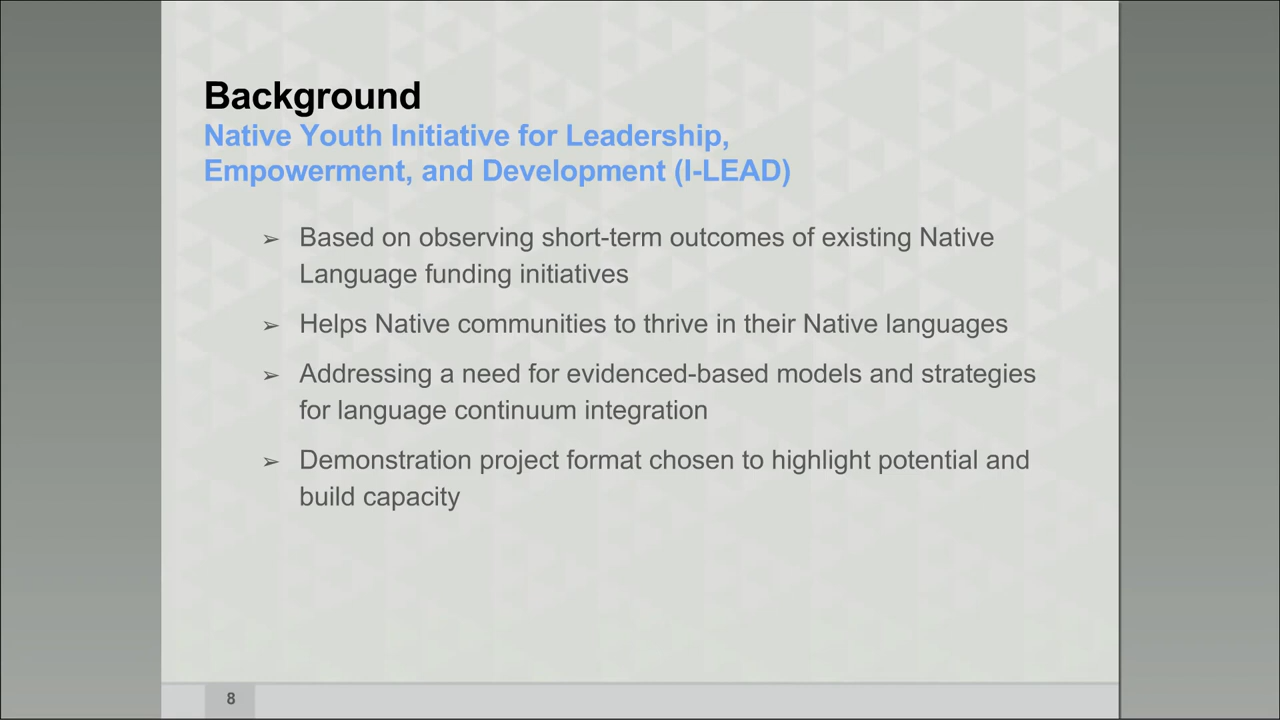 Background
Native Youth Initiative for Leadership,
Empowerment, and Development (I-LEAD)
➢ Based on observing short-term outcomes of existing Native
Language funding initiatives
➢ Helps Native communities to thrive in their Native languages
➢ Addressing a need for evidenced-based models and strategies
for language continuum integration
➢ Demonstration project format chosen to highlight potential and
build capacity
8